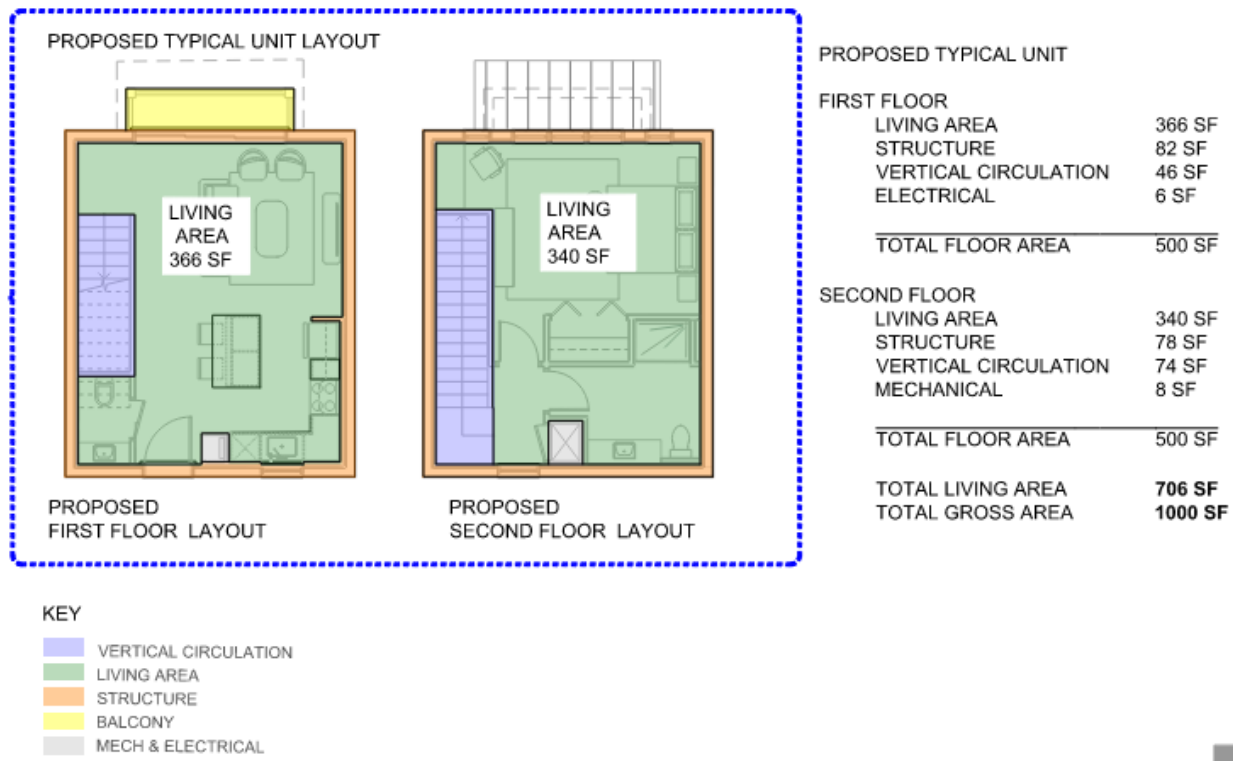 PROPOSED TYPICAL UNIT LAYOUT
LIVING
AREA
366 SF
LIVING
AREA
340 SF
PROPOSED
FIRST FLOOR LAYOUT
PROPOSED
SECOND FLOOR LAYOUT
PROPOSED TYPICAL UNIT
FIRST FLOOR
LIVING AREA 366 SF
STRUCTURE 82 SF
VERTICAL CIRCULATION 46 SF
ELECTRICAL 6 SF
TOTAL FLOOR AREA 500 SF
SECOND FLOOR
LIVING AREA 340 SF
STRUCTURE 78 SF
VERTICAL CIRCULATION 74 SF
MECHANICAL 8 SF
TOTAL FLOOR AREA 500 SF
TOTAL LIVING AREA 706 SF
TOTAL GROSS AREA 1000 SF
KEY
VERTICAL CIRCULATION
LIVING AREA
STRUCTURE
BALCONY
MECH & ELECTRICAL